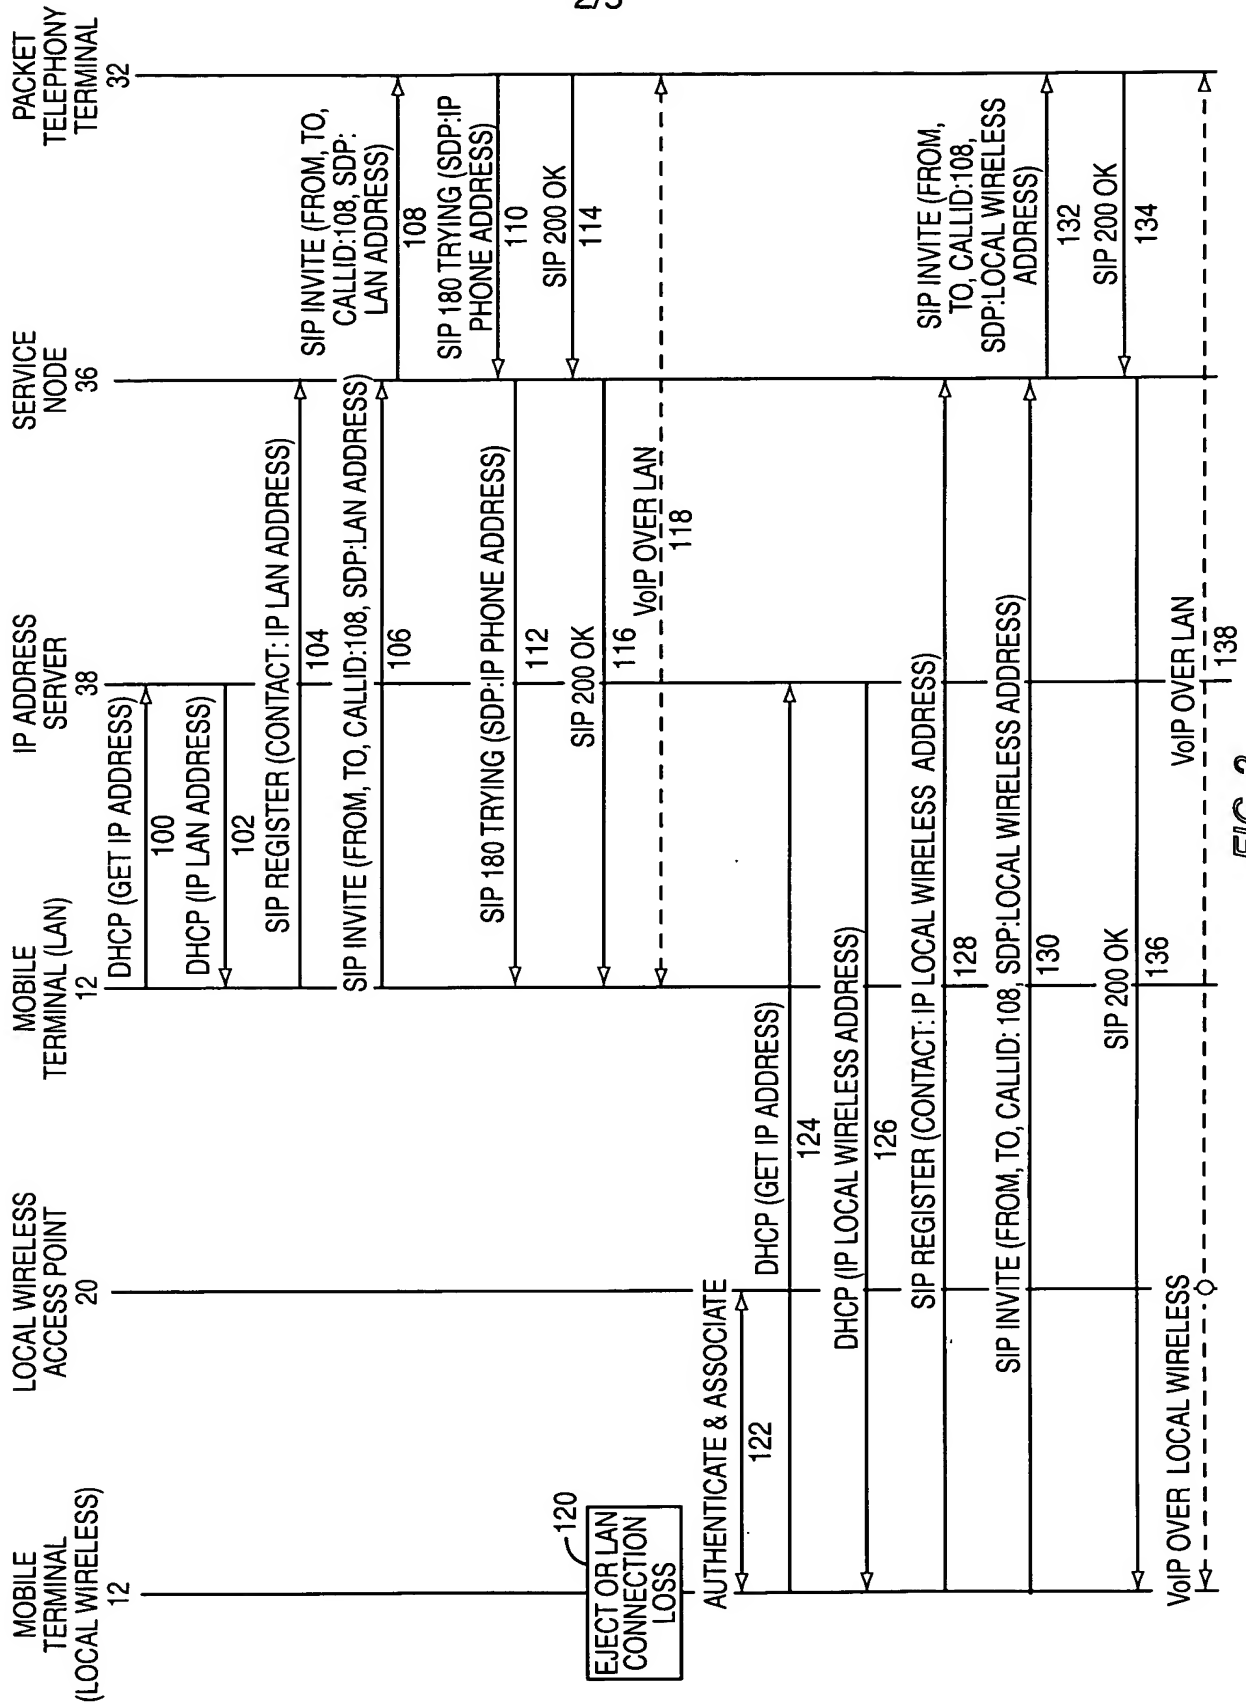 MOBILE
TERMINAL
(LOCAL WIRELESS)
12
LOCAL WIRELESS
ACCESS POINT
20
MOBILE
TERMINAL (LAN)
12
IP ADDRESS
SERVER
38
SERVICE
NODE
36
PACKET
TELEPHONY
TERMINAL
32
DHCP (GET IP ADDRESS)
100
DHCP (IP LAN ADDRESS)
102
SIP REGISTER (CONTACT: IP LAN ADDRESS)
104
SIP INVITE (FROM, TO, CALLID:108, SDP:LAN ADDRESS)
106
SIP INVITE (FROM, TO,
CALLID:108, SDP:
LAN ADDRESS)
108
SIP 180 TRYING (SDP:IP
PHONE ADDRESS)
110
SIP 180 TRYING (SDP:IP PHONE ADDRESS)
112
SIP 200 OK
114
SIP 200 OK
116
VoIP OVER LAN
118
EJECT OR LAN
CONNECTION
LOSS
120
AUTHENTICATE & ASSOCIATE
122
DHCP (GET IP ADDRESS)
124
DHCP (IP LOCAL WIRELESS ADDRESS)
126
SIP REGISTER (CONTACT: IP LOCAL WIRELESS ADDRESS)
128
SIP INVITE (FROM, TO, CALLID: 108, SDP:LOCAL WIRELESS ADDRESS)
130
SIP INVITE (FROM,
TO, CALLID:108,
SDP:LOCAL WIRELESS
ADDRESS)
132
SIP 200 OK
134
SIP 200 OK
136
VoIP OVER LOCAL WIRELESS
VoIP OVER LAN
138
FIG.